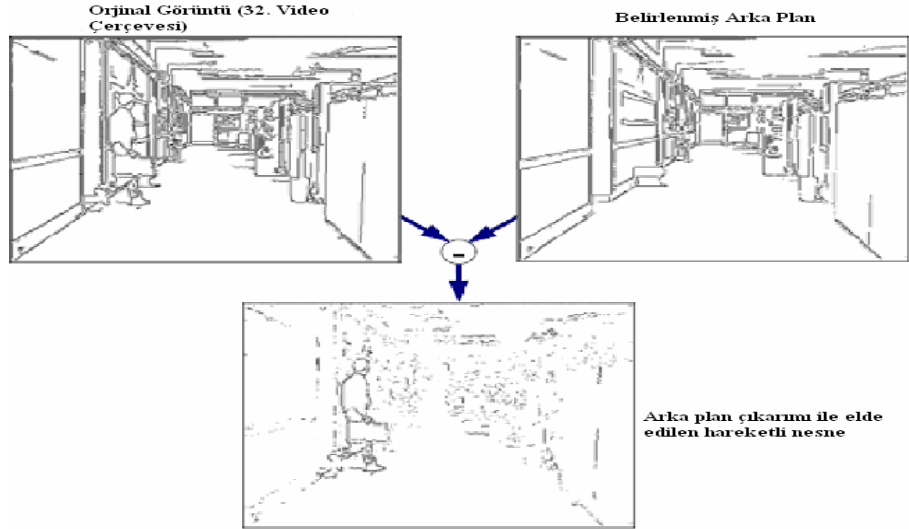 Orjinal Görüntü (32. Video
Çerçevesi)
Belirlenmiş Arka Plan
-
Arka plan çıkarımı ile elde
edilen hareketli nesne